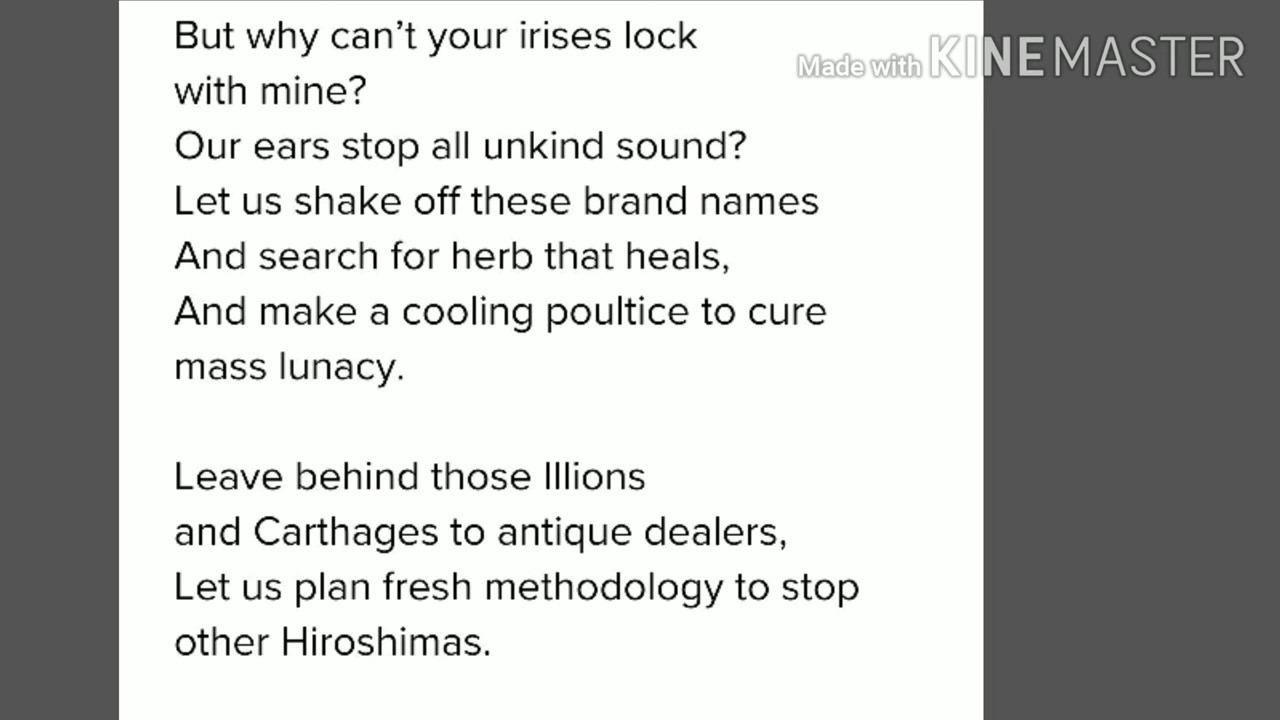 But why can’t your irises lock
Made with KINEMASTER
with mine?
Our ears stop all unkind sound?
Let us shake off these brand names
And search for herb that heals,
And make a cooling poultice to cure
mass lunacy.
Leave behind those Illions
and Carthages to antique dealers,
Let us plan fresh methodology to stop
other Hiroshimas.